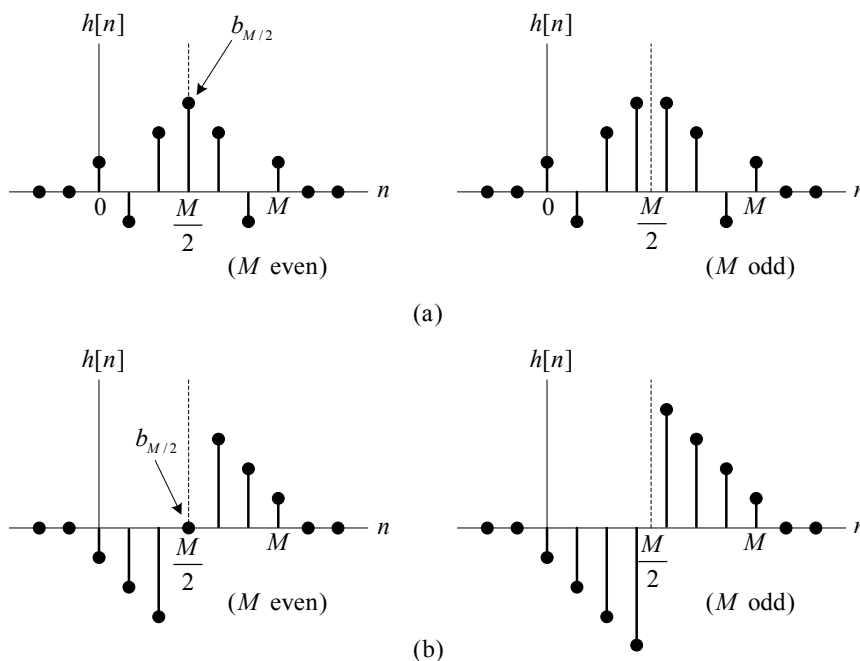 h[n]
b_{M/2}
0
M/2
M
n
(M even)
h[n]
0
M/2
M
n
(M odd)
(a)
h[n]
b_{M/2}
M/2
M
n
(M even)
h[n]
M/2
M
n
(M odd)
(b)